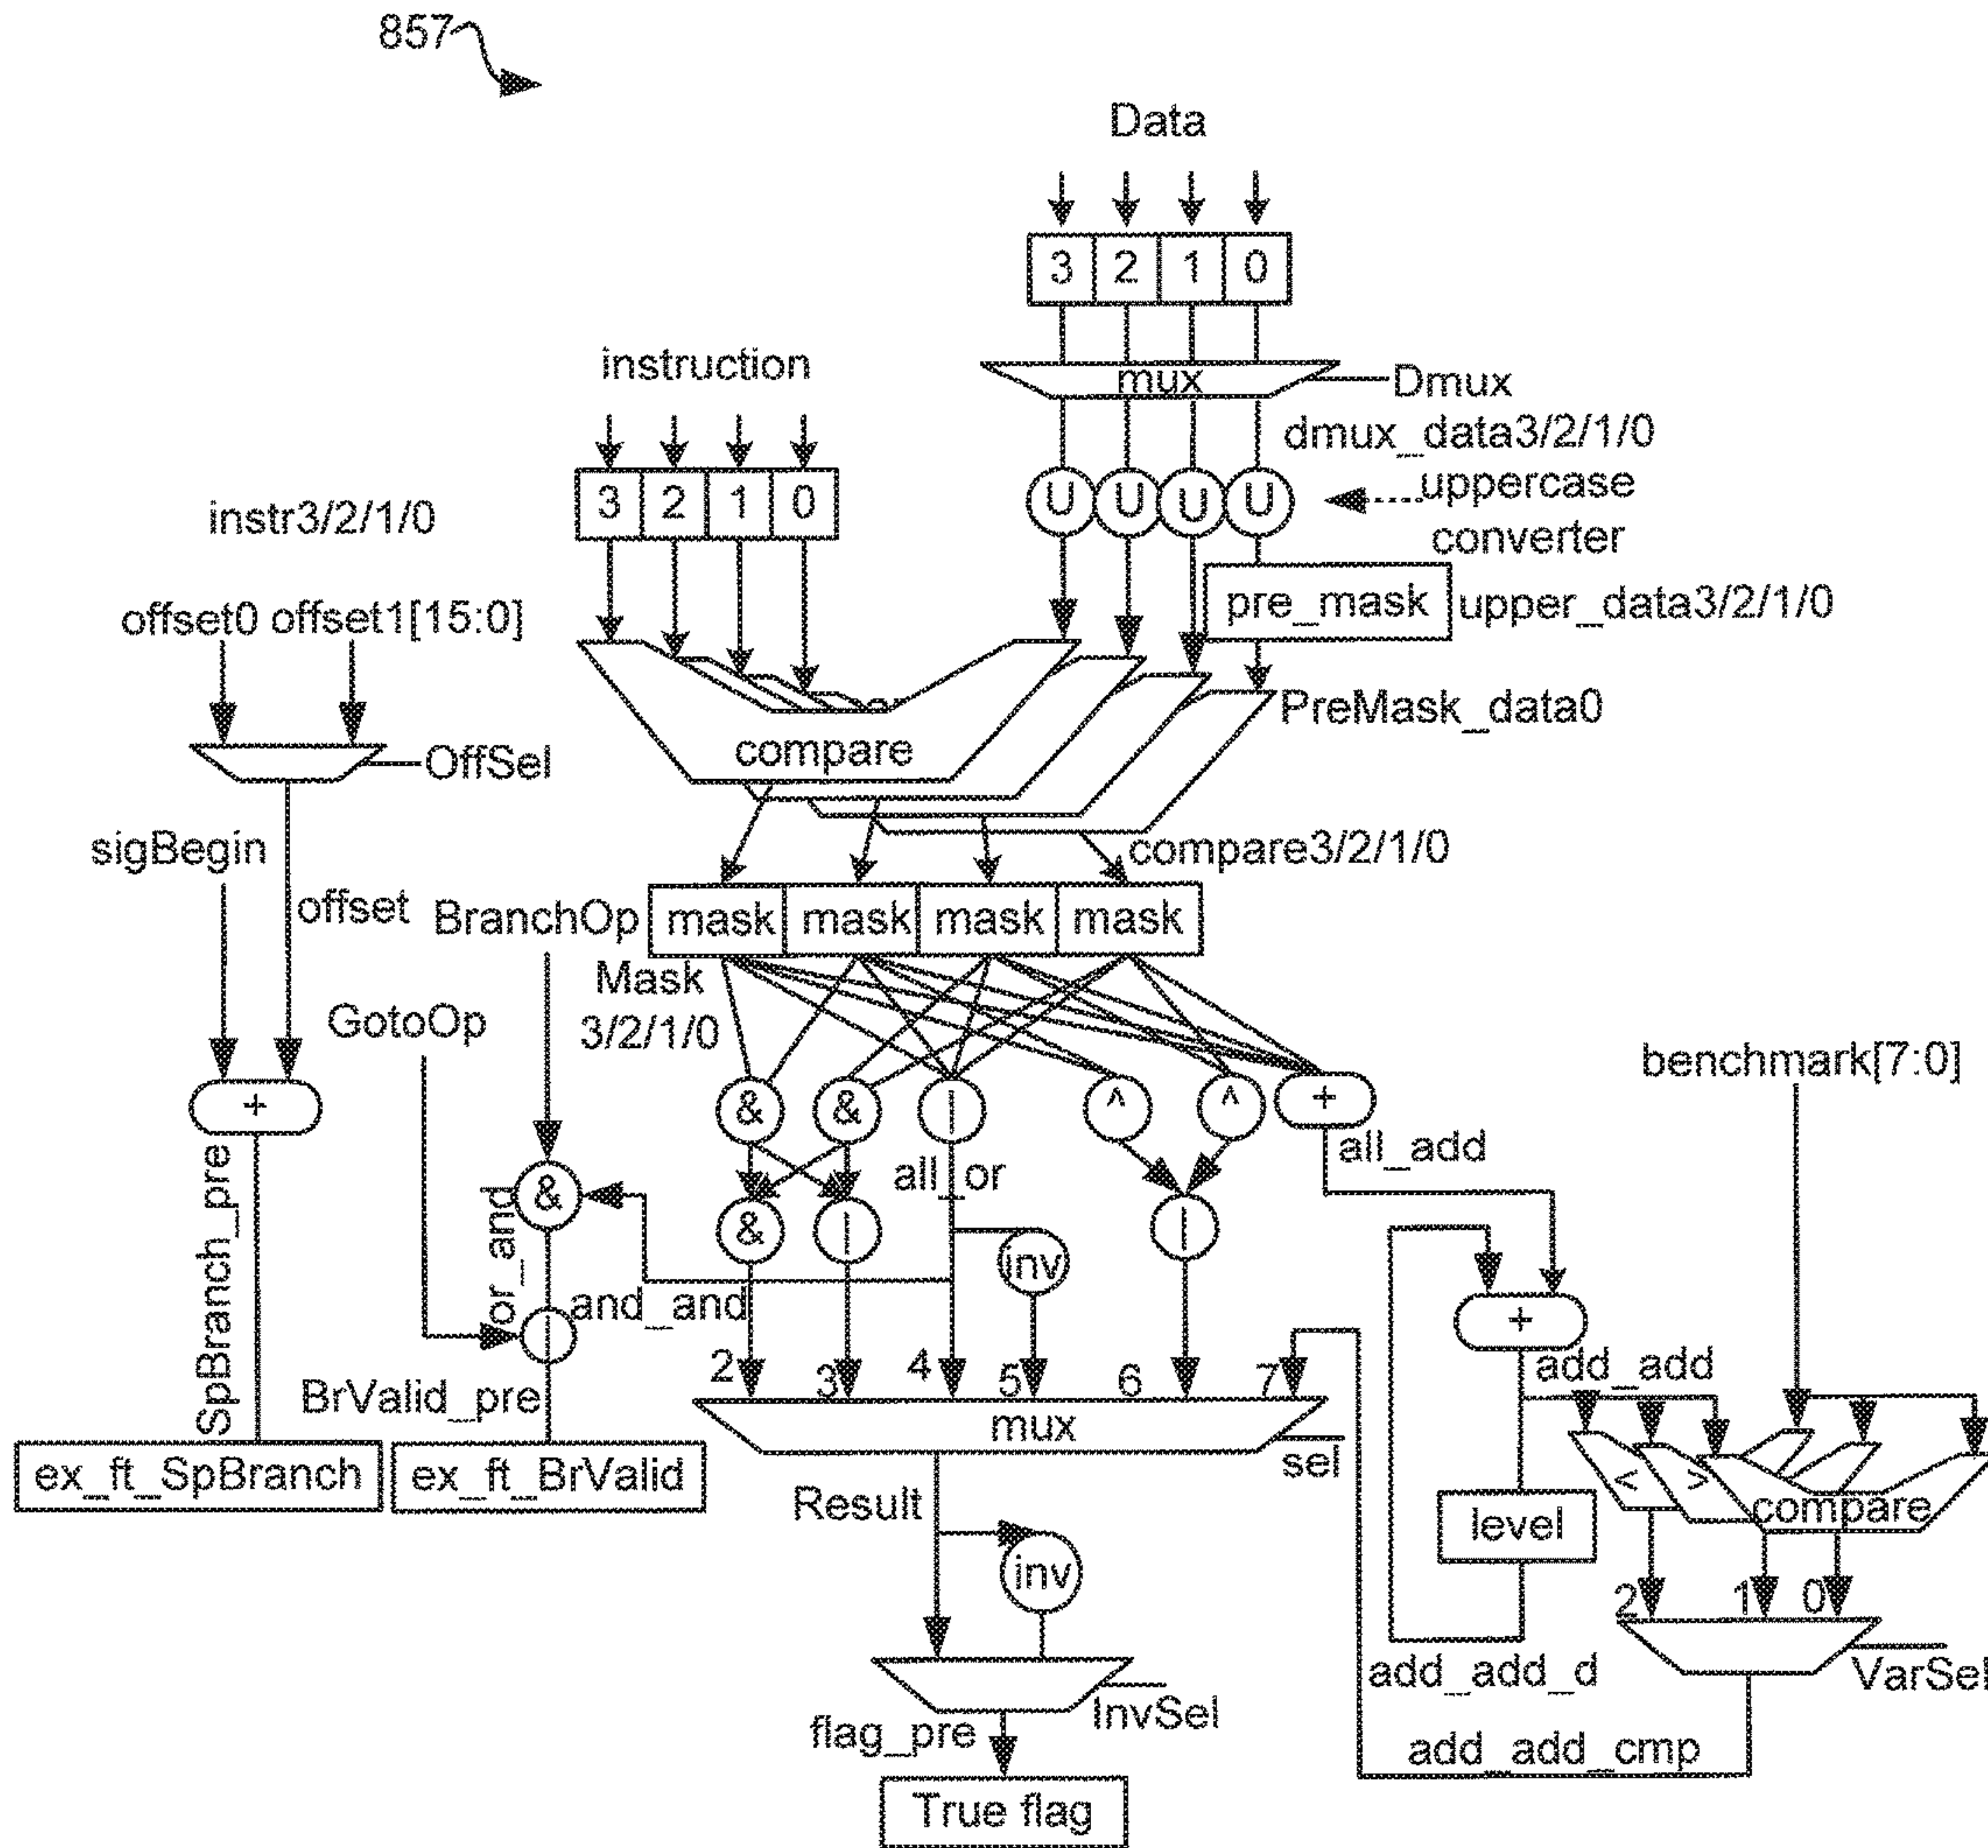 857
Data
3 2 1 0
instruction
mux
Dmux
dmux_data3/2/1/0
3 2 1 0
U U U U
uppercase
converter
instr3/2/1/0
pre_mask
upper_data3/2/1/0
offset0 offset1[15:0]
PreMask_data0
compare
OffSel
sigBegin
compare3/2/1/0
offset
BranchOp
mask mask mask mask
Mask
3/2/1/0
GotoOp
benchmark[7:0]
+
& & | ^ ^ +
all_add
all_or
SpBranch_pre
or_and
&
& | |
inv
and_and
+
add_add
2 3 4 5 6 7
BrValid_pre
mux
sel
ex_ft_SpBranch
ex_ft_BrValid
< >
compare
Result
level
inv
2 1 0
add_add_d
VarSel
InvSel
flag_pre
add_add_cmp
True flag